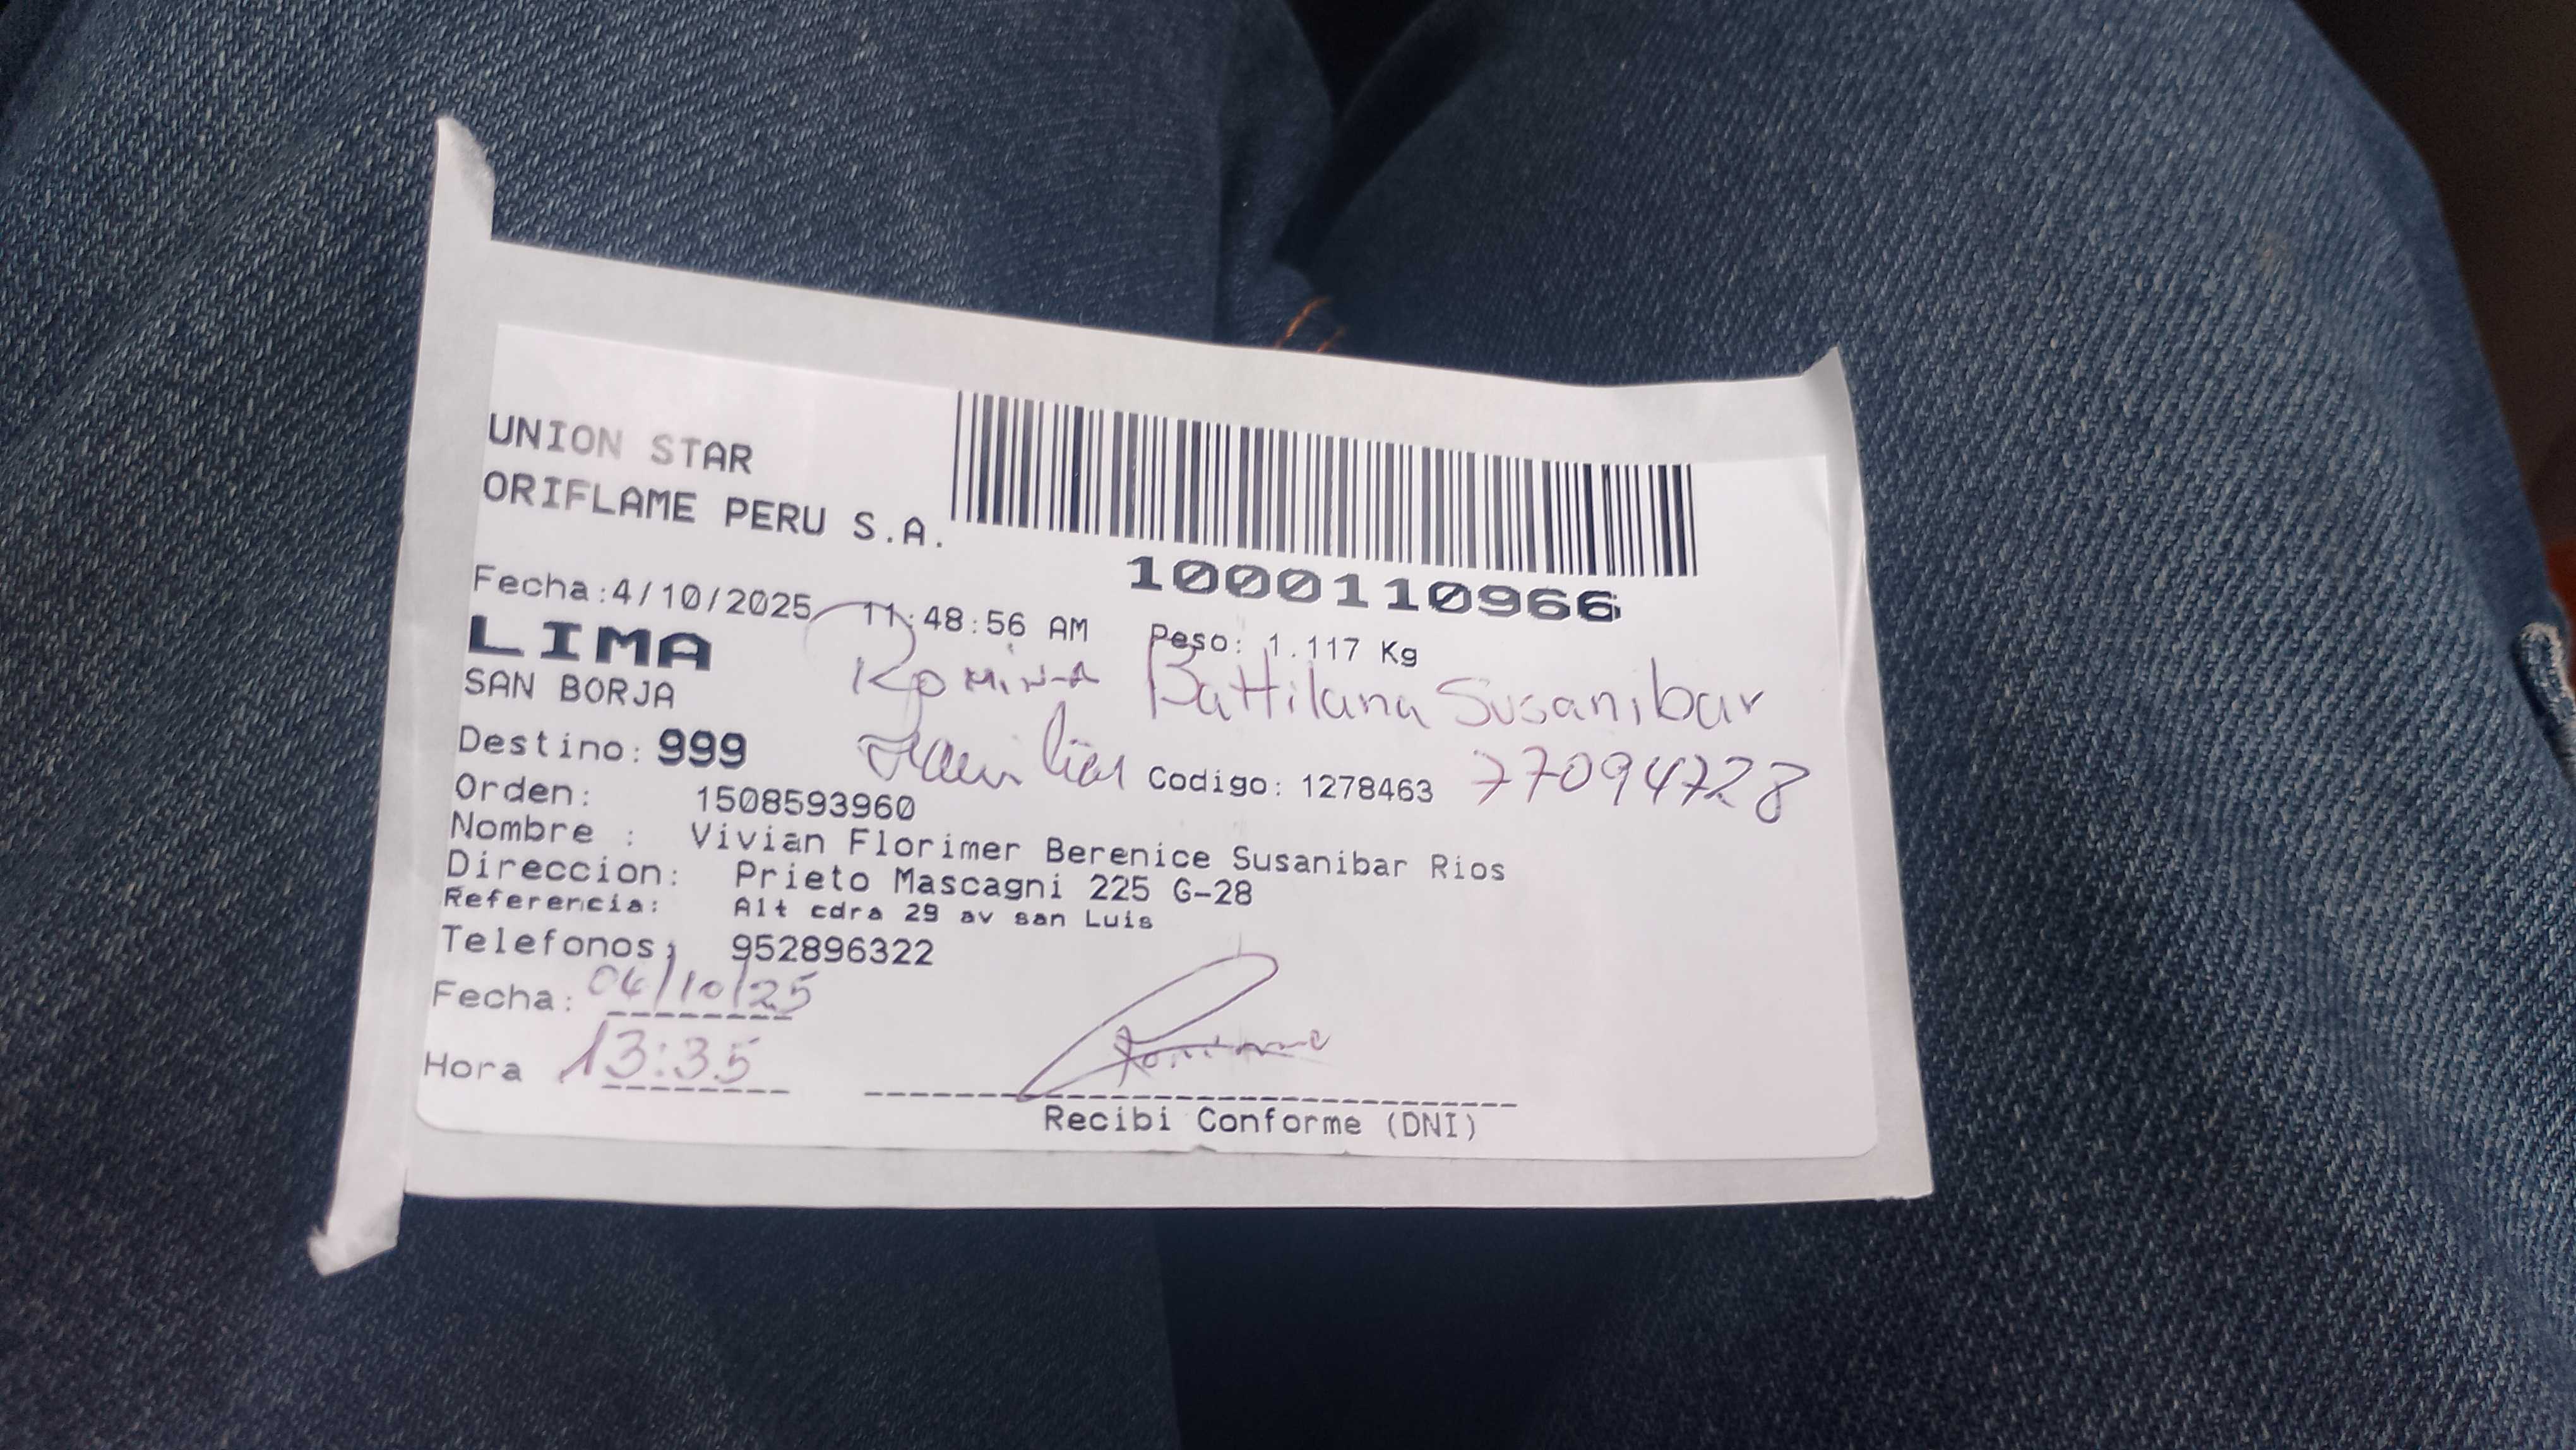 UNION STAR
ORIFLAME PERU S.A.
1000110966
Fecha:4/10/2025 11:48:56 AM Peso: 1.117 Kg
LIMA
SAN BORJA
Romina Battilana Susanibar
Destino: 999
Familiar
Codigo: 1278463 77094728
Orden: 1508593960
Nombre : Vivian Florimer Berenice Susanibar Rios
Direccion: Prieto Mascagni 225 G-28
Referencia: Alt cdra 29 av san Luis
Telefonos: 952896322
Fecha: 04/10/25
Hora 13:35
Romina
Recibi Conforme (DNI)